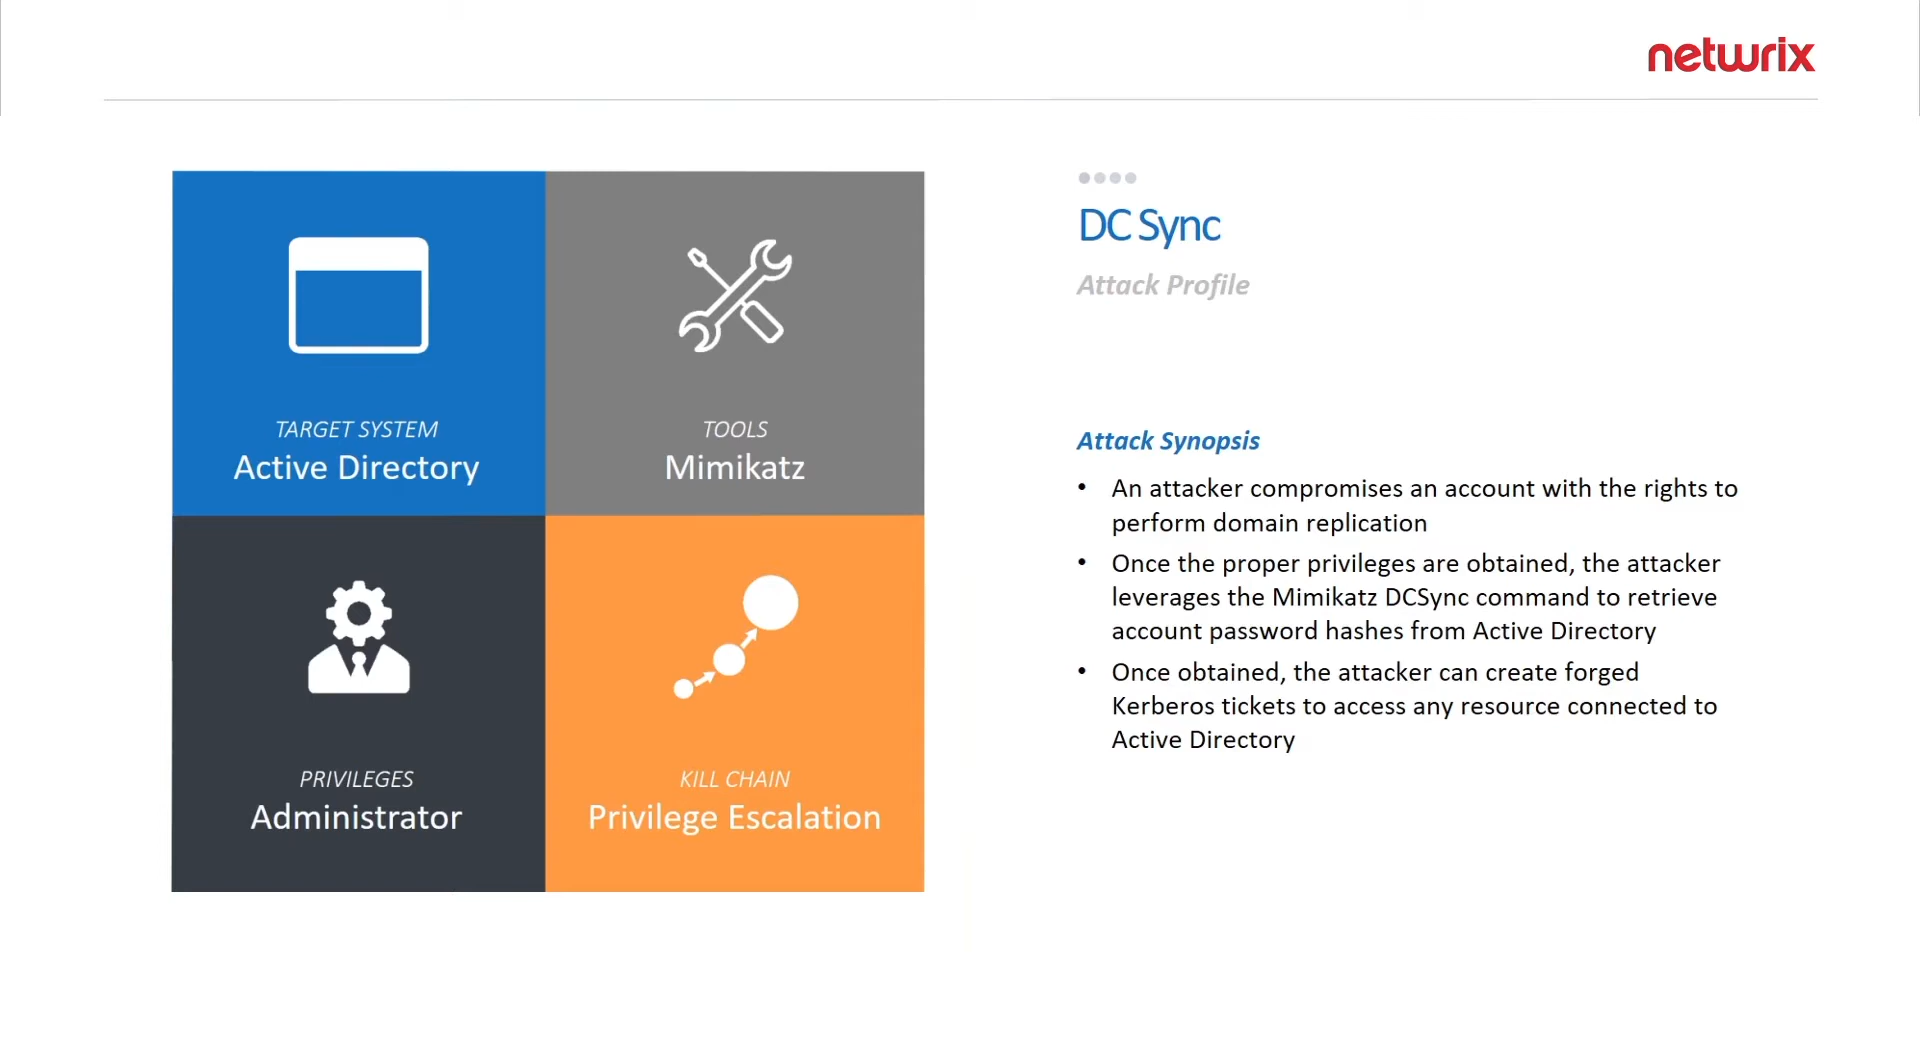 netwrix
TARGET SYSTEM
Active Directory
TOOLS
Mimikatz
PRIVILEGES
Administrator
KILL CHAIN
Privilege Escalation
DC Sync
Attack Profile
Attack Synopsis
• An attacker compromises an account with the rights to
perform domain replication
• Once the proper privileges are obtained, the attacker
leverages the Mimikatz DCSync command to retrieve
account password hashes from Active Directory
• Once obtained, the attacker can create forged
Kerberos tickets to access any resource connected to
Active Directory